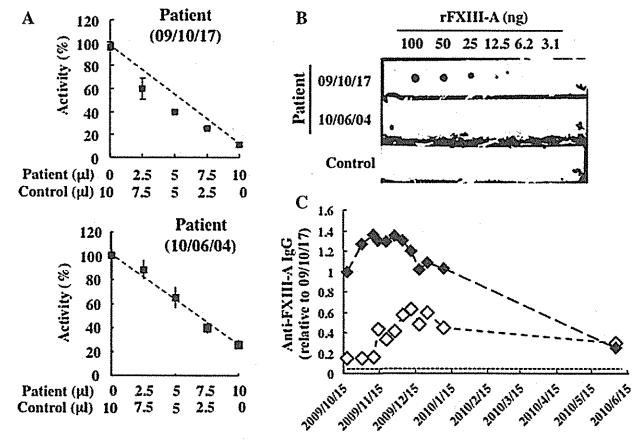 A
Patient
(09/10/17)
Activity (%)
120
100
80
60
40
20
0
Patient (μl) 0 2.5 5 7.5 10
Control (μl) 10 7.5 5 2.5 0
Patient
(10/06/04)
Activity (%)
120
100
80
60
40
20
0
Patient (μl) 0 2.5 5 7.5 10
Control (μl) 10 7.5 5 2.5 0
B
rFXIII-A (ng)
100 50 25 12.5 6.2 3.1
Patient
09/10/17
10/06/04
Control
C
Anti-FXIII-A IgG
(relative to 09/10/17)
1.6
1.4
1.2
1
0.8
0.6
0.4
0.2
0
2009/10/15
2009/11/15
2009/12/15
2010/1/15
2010/2/15
2010/3/15
2010/4/15
2010/5/15
2010/6/15